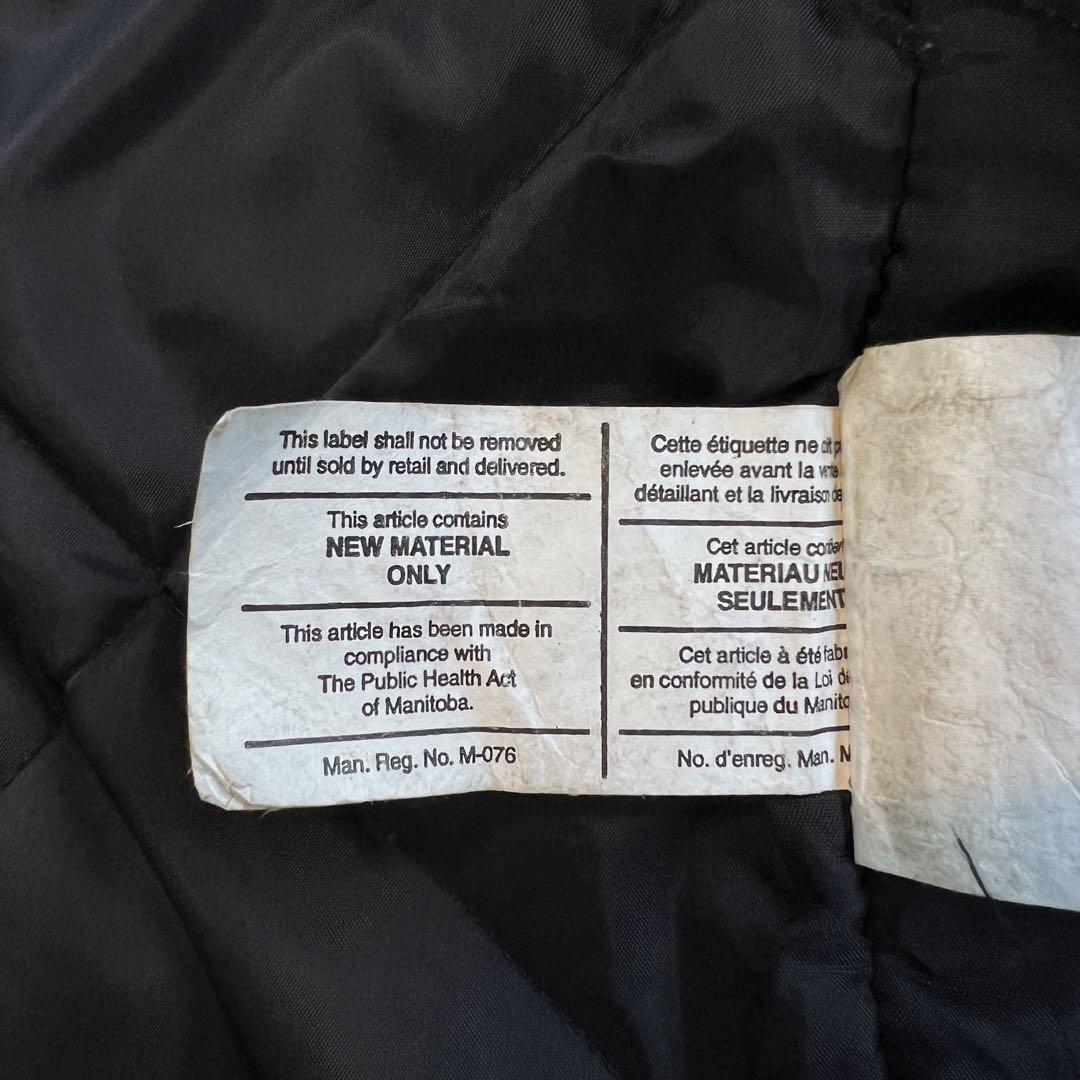 This label shall not be removed
until sold by retail and delivered.
This article contains
NEW MATERIAL
ONLY
This article has been made in
compliance with
The Public Health Act
of Manitoba.
Man. Reg. No. M-076
Cette étiquette ne
enlevée avant la
détaillant et la livraison
Cet article
MATERIAU
SEULEMENT
Cet article à été
en conformité de la Loi
publique du
No. d'enreg. Man.